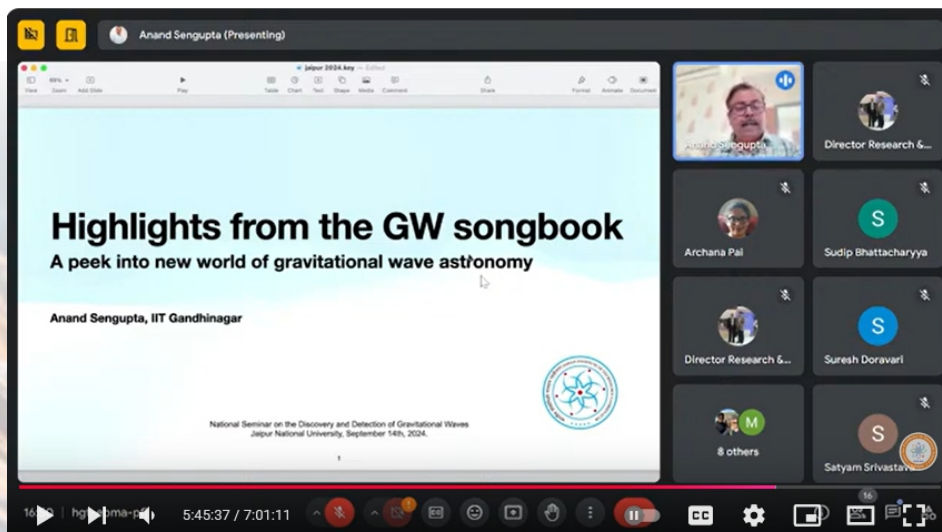 Anand Sengupta (Presenting)
jaipur 2024.key — Edited
View
Zoom
Add Slide
Play
Table
Chart
Text
Shape
Media
Comment
Share
Format
Animate
Document
Highlights from the GW songbook
A peek into new world of gravitational wave astronomy
Anand Sengupta, IIT Gandhinagar
National Seminar on the Discovery and Detection of Gravitational Waves
Jaipur National University, September 14th, 2024.
1
Anand Sengupta
Director Research &...
Archana Pai
S
Sudip Bhattacharyya
Director Research &...
S
Suresh Doravari
M
8 others
S
Satyam Srivastava
16
5:45:37 / 7:01:11
CC